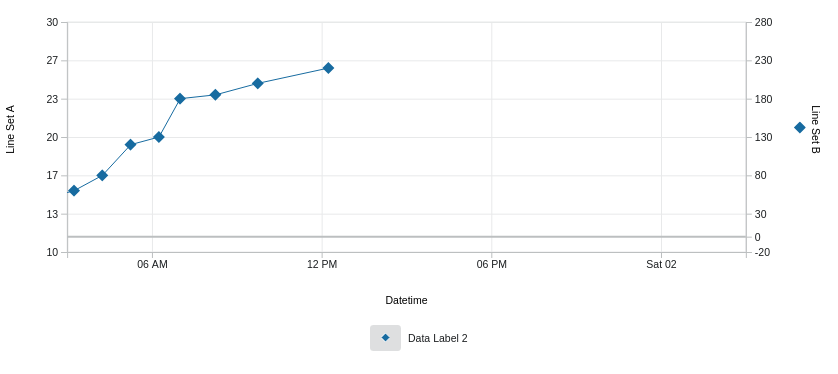 30
280
27
230
23
180
20
130
17
80
13
30
0
10
-20
Line Set A
Line Set B
06 AM
12 PM
06 PM
Sat 02
Datetime
Data Label 2